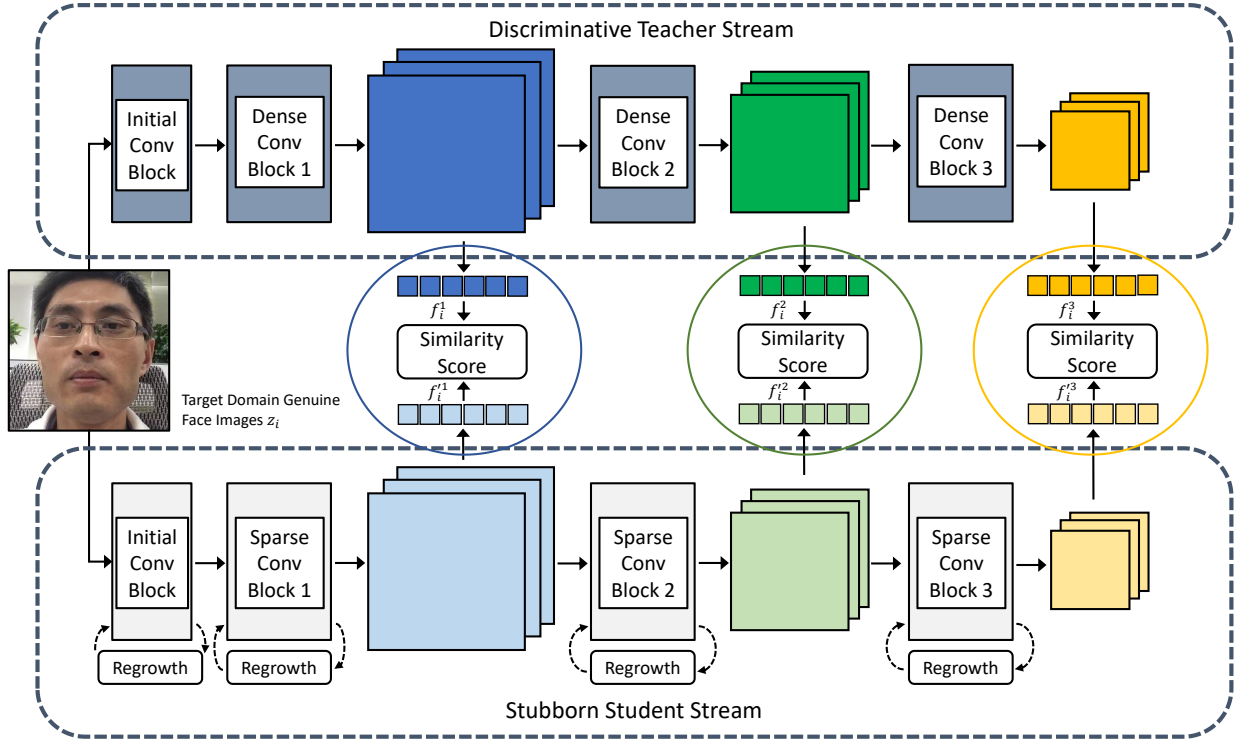 Discriminative Teacher Stream
Initial
Conv
Block
Dense
Conv
Block 1
Dense
Conv
Block 2
Dense
Conv
Block 3
f_i^1
Similarity
Score
f_i'^1
f_i^2
Similarity
Score
f_i'^2
f_i^3
Similarity
Score
f_i'^3
Target Domain Genuine
Face Images z_i
Initial
Conv
Block
Sparse
Conv
Block 1
Sparse
Conv
Block 2
Sparse
Conv
Block 3
Regrowth
Regrowth
Regrowth
Regrowth
Stubborn Student Stream